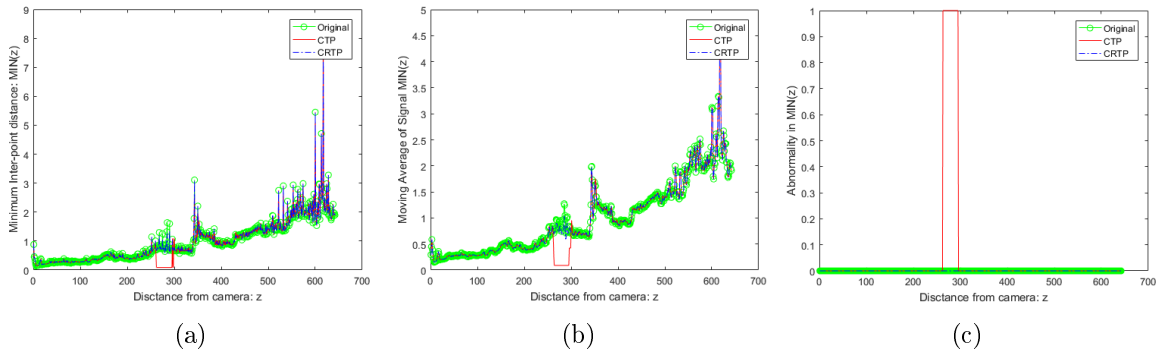 9
8
7
6
5
4
3
2
1
0
Minimum Inter-point distance: MIN(z)
0 100 200 300 400 500 600 700
Disctance from camera: z
Original
CTP
CRTP
(a)
5
4.5
4
3.5
3
2.5
2
1.5
1
0.5
0
Moving Average of Signal MIN(z)
0 100 200 300 400 500 600 700
Disctance from camera: z
Original
CTP
CRTP
(b)
1
0.9
0.8
0.7
0.6
0.5
0.4
0.3
0.2
0.1
0
Abnormality in MIN(z)
0 100 200 300 400 500 600 700
Disctance from camera: z
Original
CTP
CRTP
(c)